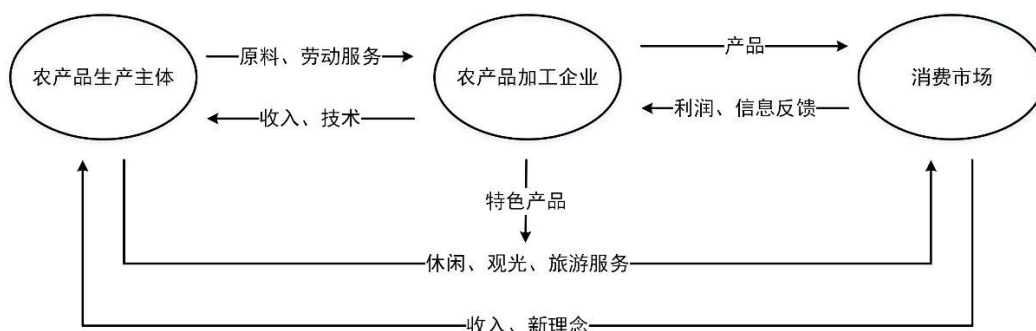 原料、劳动服务
产品
农产品生产主体
农产品加工企业
消费市场
收入、技术
利润、信息反馈
特色产品
休闲、观光、旅游服务
收入、新理念